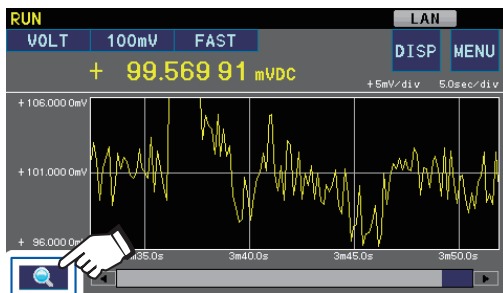 RUN LAN
VOLT 100mV FAST DISP MENU
+ 99.569 91 mVDC
+5mV/div 5.0sec/div
+106.000 0mV
+101.000 0mV
+ 96.000 0mV
3m35.0s 3m40.0s 3m45.0s 3m50.0s